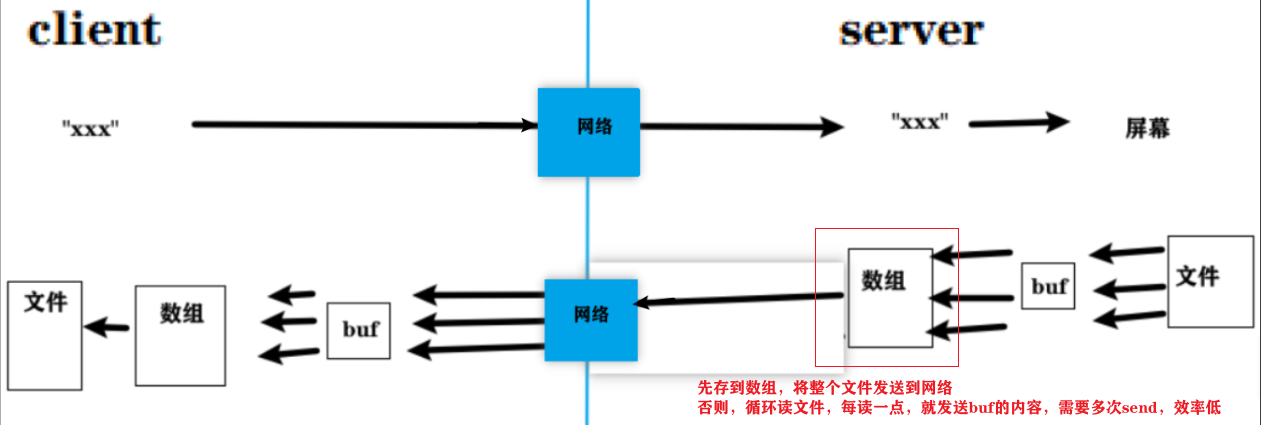 client
server
"xxx"
网络
"xxx"
屏幕
文件
数组
buf
网络
数组
buf
文件
先存到数组，将整个文件发送到网络
否则，循环读文件，每读一点，就发送buf的内容，需要多次send，效率低